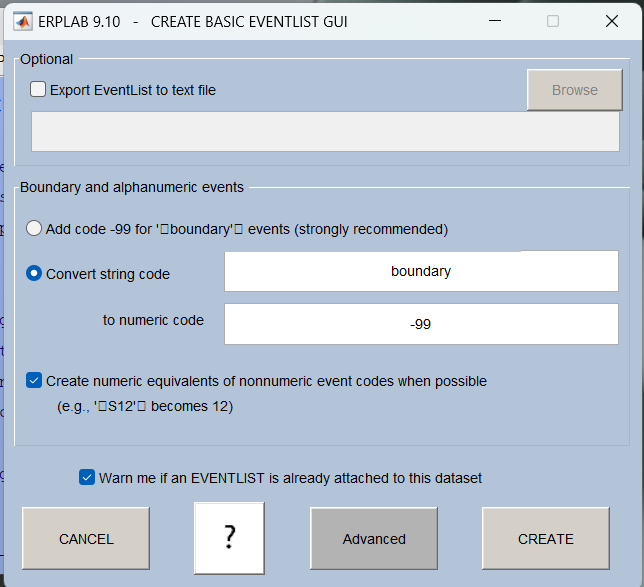 ERPLAB 9.10 - CREATE BASIC EVENTLIST GUI
Optional
Export EventList to text file
Browse
Boundary and alphanumeric events
Add code -99 for '□boundary'□ events (strongly recommended)
Convert string code
boundary
to numeric code
-99
Create numeric equivalents of nonnumeric event codes when possible
(e.g., '□S12'□ becomes 12)
Warn me if an EVENTLIST is already attached to this dataset
CANCEL
?
Advanced
CREATE